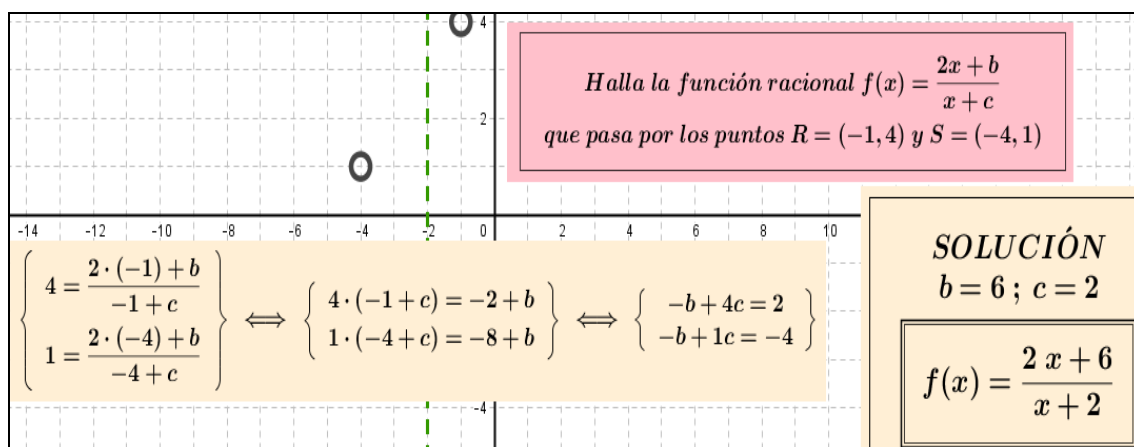 Halla la función racional f(x) = (2x + b)/(x + c)
que pasa por los puntos R = (−1, 4) y S = (−4, 1)
4
2
-14 -12 -10 -8 -6 -4 -2 0 2 4 6 8 10
-4
{ 4 = (2 · (−1) + b)/(−1 + c)
1 = (2 · (−4) + b)/(−4 + c) }
⟺
{ 4 · (−1 + c) = −2 + b
1 · (−4 + c) = −8 + b }
⟺
{ −b + 4c = 2
−b + 1c = −4 }
SOLUCIÓN
b = 6 ; c = 2
f(x) = (2 x + 6)/(x + 2)